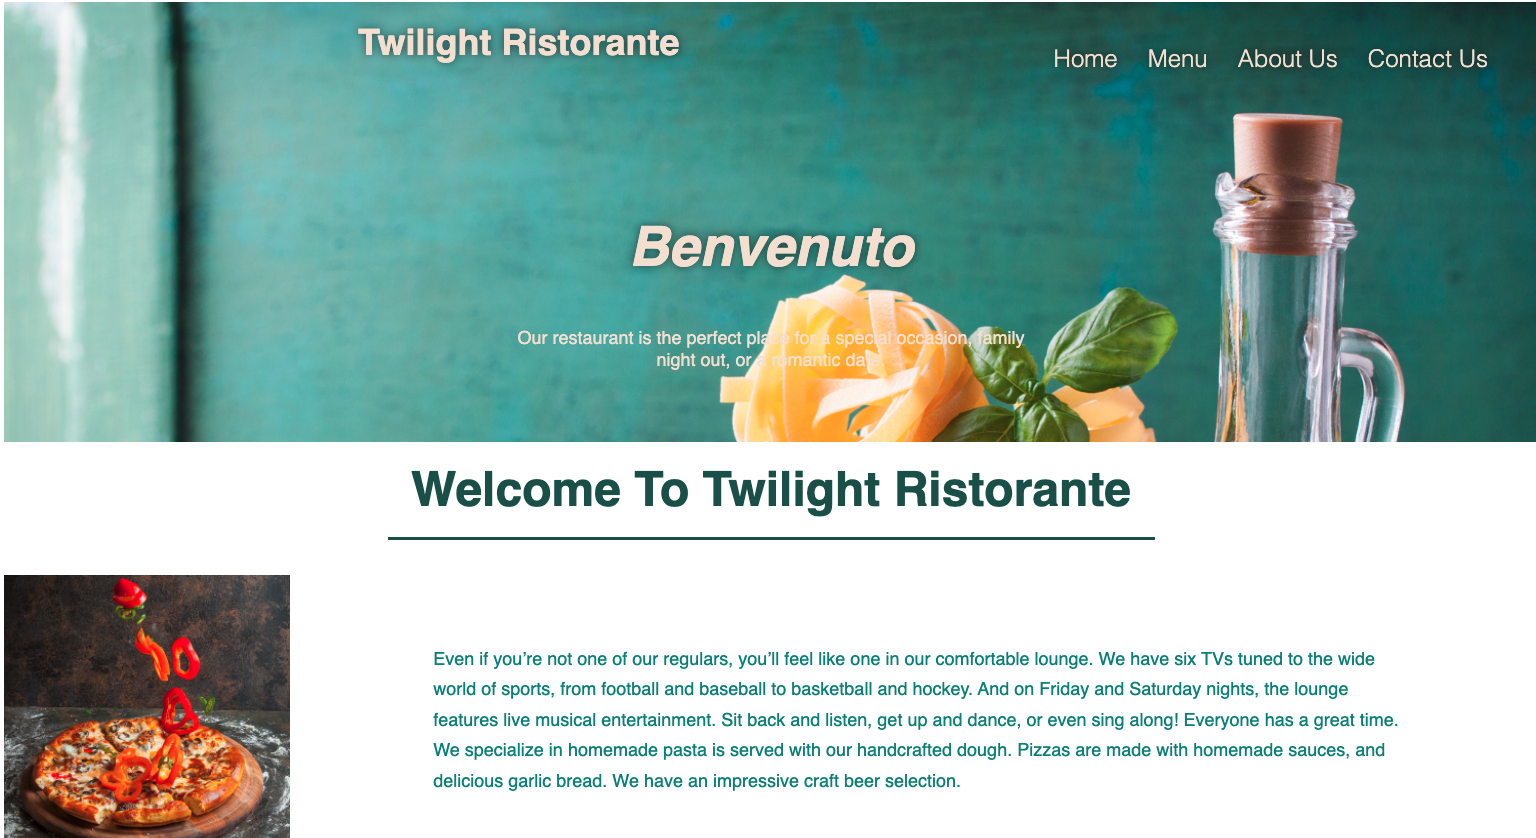 Twilight Ristorante
Home Menu About Us Contact Us
Benvenuto
Our restaurant is the perfect place for a special occasion, family
night out, or a romantic date.
Welcome To Twilight Ristorante
Even if you’re not one of our regulars, you’ll feel like one in our comfortable lounge. We have six TVs tuned to the wide
world of sports, from football and baseball to basketball and hockey. And on Friday and Saturday nights, the lounge
features live musical entertainment. Sit back and listen, get up and dance, or even sing along! Everyone has a great time.
We specialize in homemade pasta is served with our handcrafted dough. Pizzas are made with homemade sauces, and
delicious garlic bread. We have an impressive craft beer selection.